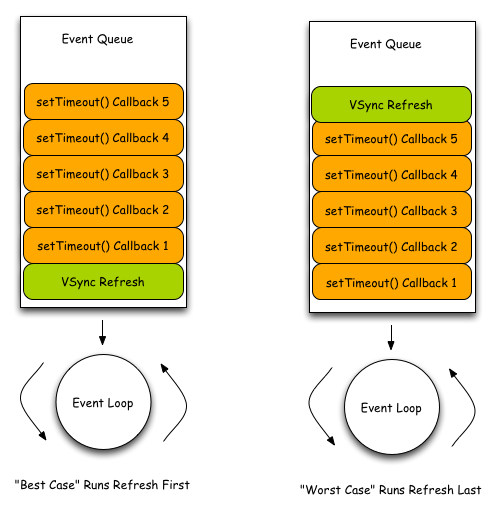 Event Queue
setTimeout() Callback 5
setTimeout() Callback 4
setTimeout() Callback 3
setTimeout() Callback 2
setTimeout() Callback 1
VSync Refresh
Event Loop
"Best Case" Runs Refresh First
Event Queue
VSync Refresh
setTimeout() Callback 5
setTimeout() Callback 4
setTimeout() Callback 3
setTimeout() Callback 2
setTimeout() Callback 1
Event Loop
"Worst Case" Runs Refresh Last